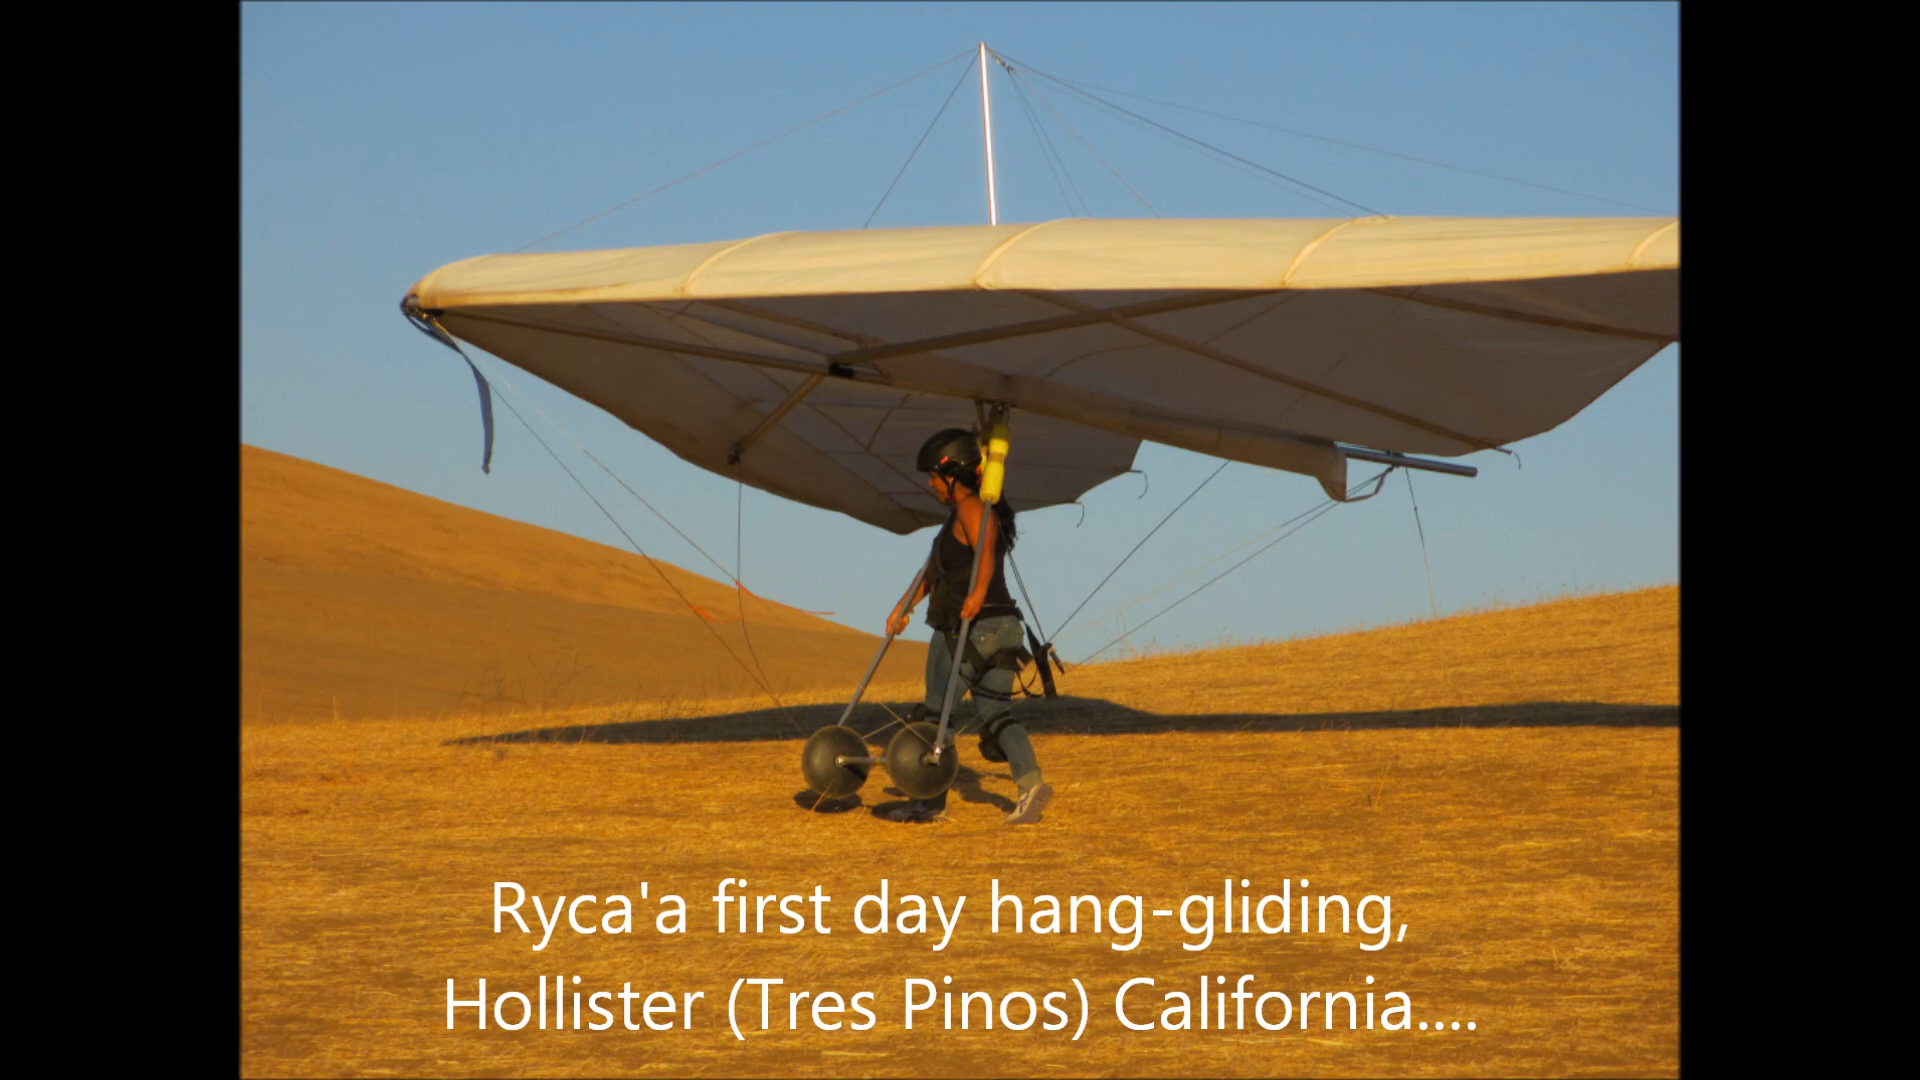 Ryca'a first day hang-gliding,
Hollister (Tres Pinos) California....